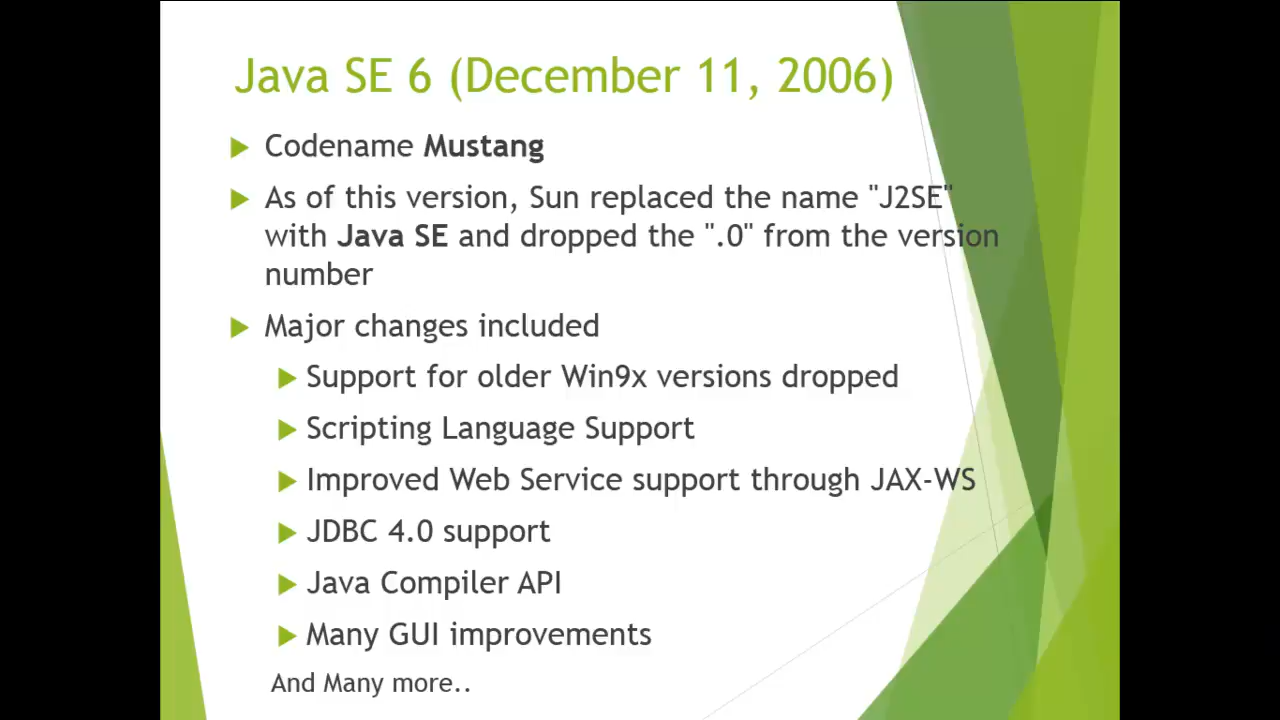 Java SE 6 (December 11, 2006)
Codename Mustang
As of this version, Sun replaced the name "J2SE"
with Java SE and dropped the ".0" from the version
number
Major changes included
Support for older Win9x versions dropped
Scripting Language Support
Improved Web Service support through JAX-WS
JDBC 4.0 support
Java Compiler API
Many GUI improvements
And Many more..